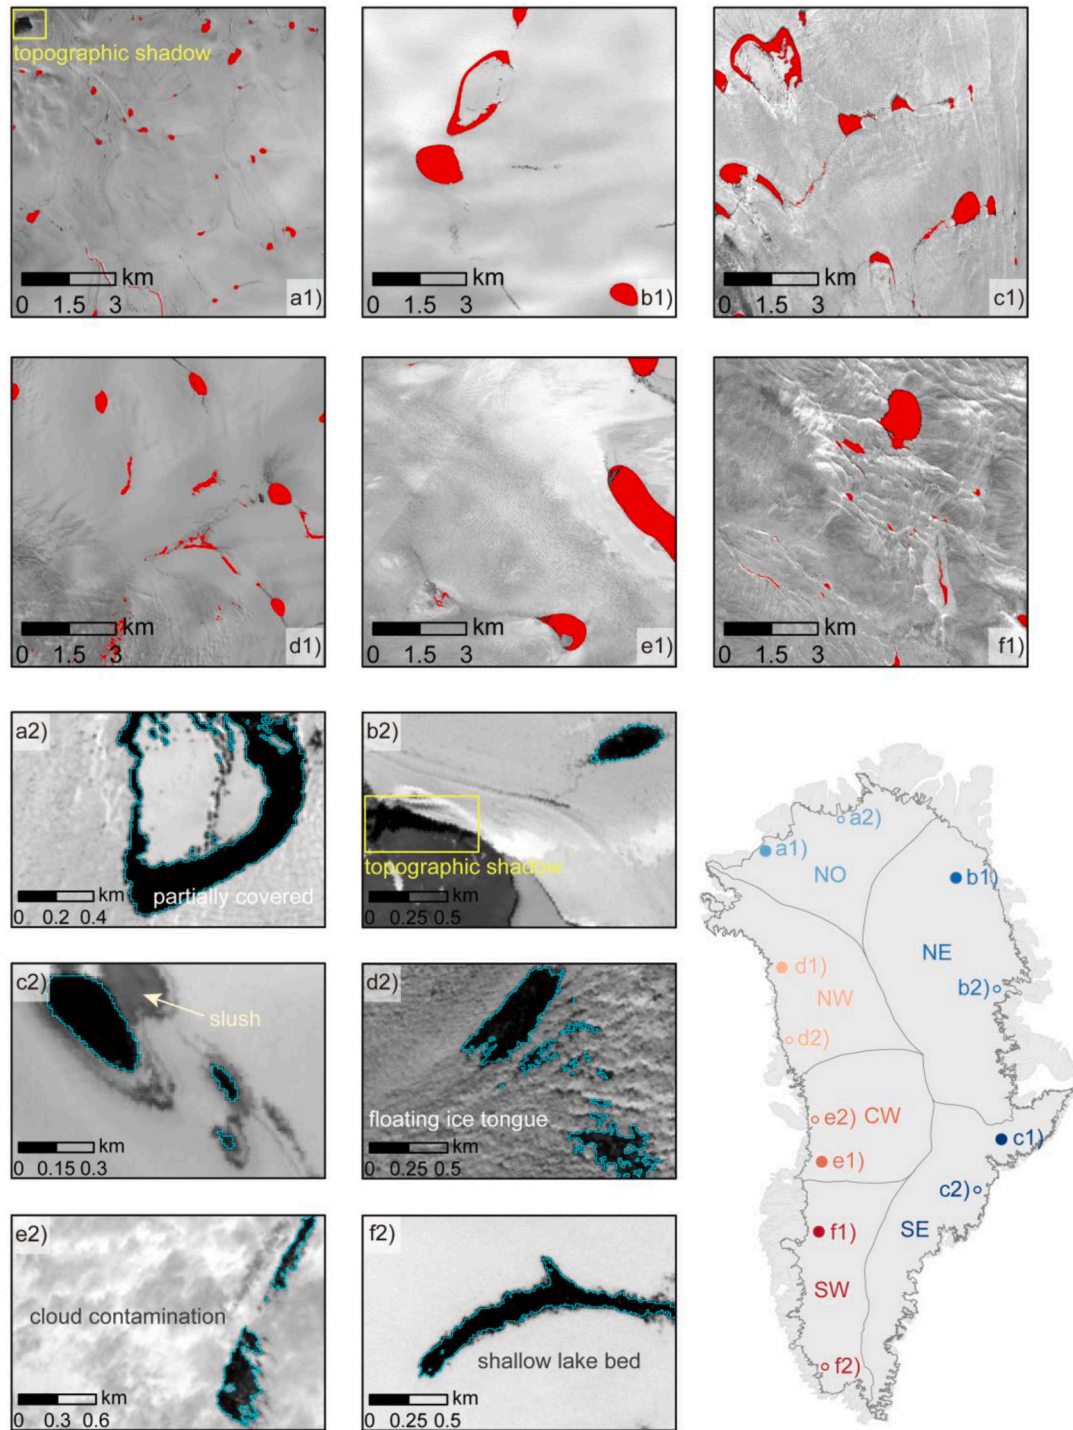 topographic shadow
km
0 1.5 3
a1)
km
0 1.5 3
b1)
km
0 1.5 3
c1)
km
0 1.5 3
d1)
km
0 1.5 3
e1)
km
0 1.5 3
f1)
a2)
partially covered
km
0 0.2 0.4
b2)
topographic shadow
km
0 0.25 0.5
c2)
slush
km
0 0.15 0.3
d2)
floating ice tongue
km
0 0.25 0.5
e2)
cloud contamination
km
0 0.3 0.6
f2)
shallow lake bed
km
0 0.25 0.5
a2)
a1)
NO
b1)
NE
d1)
NW
b2)
d2)
e2)
CW
c1)
e1)
c2)
f1)
SE
SW
f2)